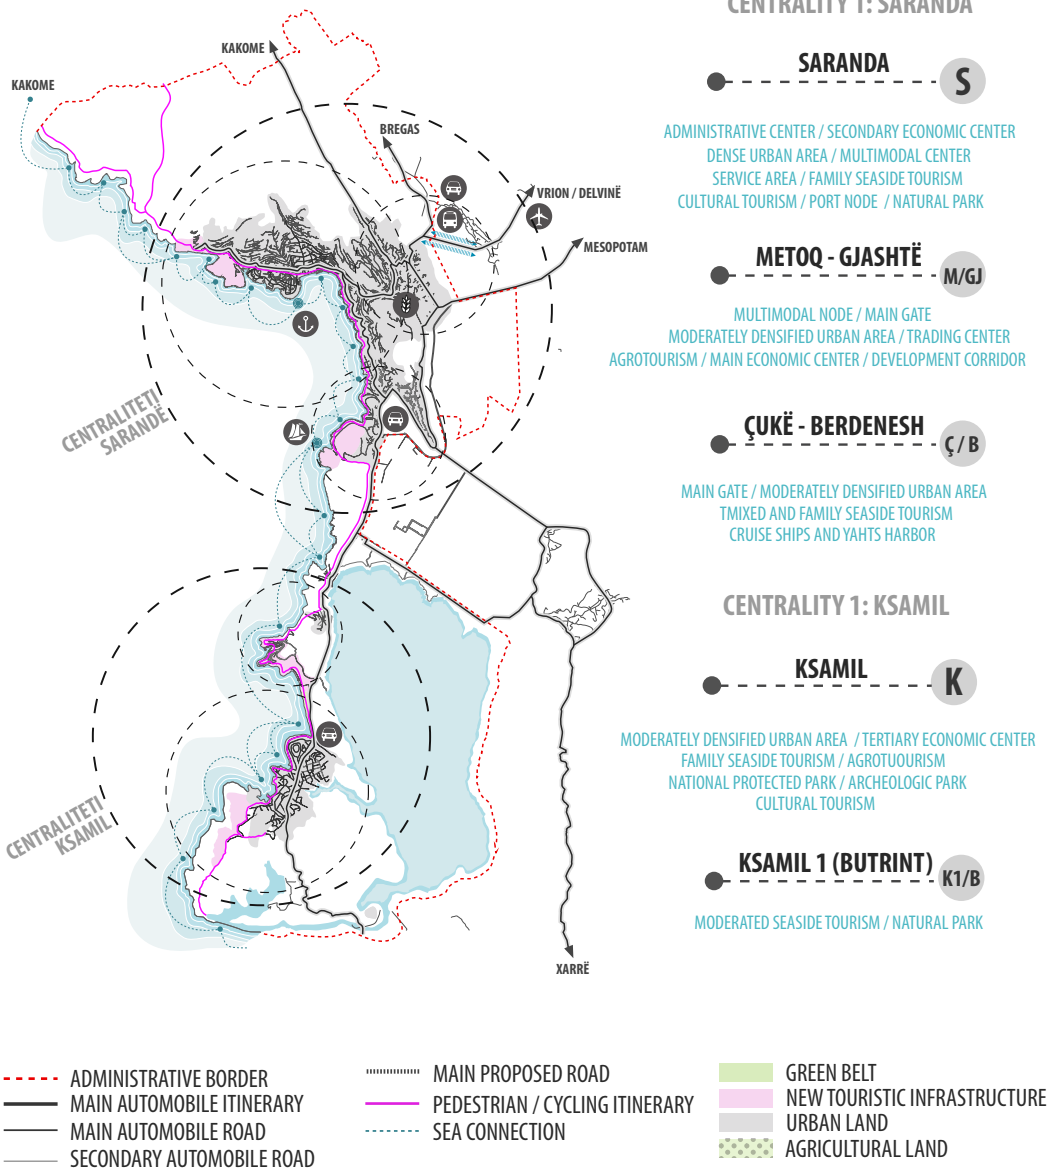 KAKOME
KAKOME
BREGAS
VRION / DELVINË
MESOPOTAM
CENTRALITETI
SARANDË
CENTRALITETI
KSAMIL
XARRË
CENTRALITY 1: SARANDA
SARANDA
S
ADMINISTRATIVE CENTER / SECONDARY ECONOMIC CENTER
DENSE URBAN AREA / MULTIMODAL CENTER
SERVICE AREA / FAMILY SEASIDE TOURISM
CULTURAL TOURISM / PORT NODE / NATURAL PARK
METOQ - GJASHTË
M/GJ
MULTIMODAL NODE / MAIN GATE
MODERATELY DENSIFIED URBAN AREA / TRADING CENTER
AGROTOURISM / MAIN ECONOMIC CENTER / DEVELOPMENT CORRIDOR
ÇUKË - BERDENESH
Ç / B
MAIN GATE / MODERATELY DENSIFIED URBAN AREA
TMIXED AND FAMILY SEASIDE TOURISM
CRUISE SHIPS AND YAHTS HARBOR
CENTRALITY 1: KSAMIL
KSAMIL
K
MODERATELY DENSIFIED URBAN AREA / TERTIARY ECONOMIC CENTER
FAMILY SEASIDE TOURISM / AGROTUOURISM
NATIONAL PROTECTED PARK / ARCHEOLOGIC PARK
CULTURAL TOURISM
KSAMIL 1 (BUTRINT)
K1/B
MODERATED SEASIDE TOURISM / NATURAL PARK
ADMINISTRATIVE BORDER
MAIN AUTOMOBILE ITINERARY
MAIN AUTOMOBILE ROAD
SECONDARY AUTOMOBILE ROAD
MAIN PROPOSED ROAD
PEDESTRIAN / CYCLING ITINERARY
SEA CONNECTION
GREEN BELT
NEW TOURISTIC INFRASTRUCTURE
URBAN LAND
AGRICULTURAL LAND